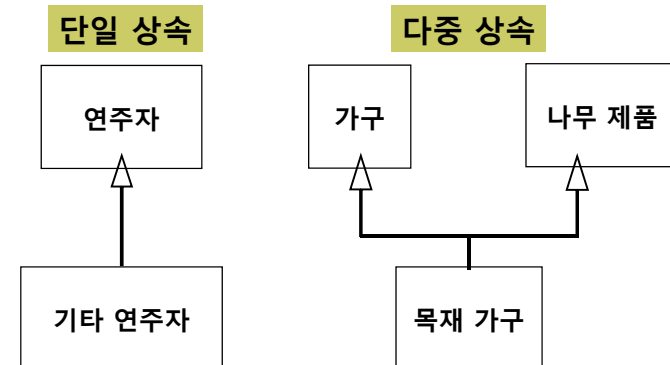 단일 상속
다중 상속
연주자
가구
나무 제품
기타 연주자
목재 가구